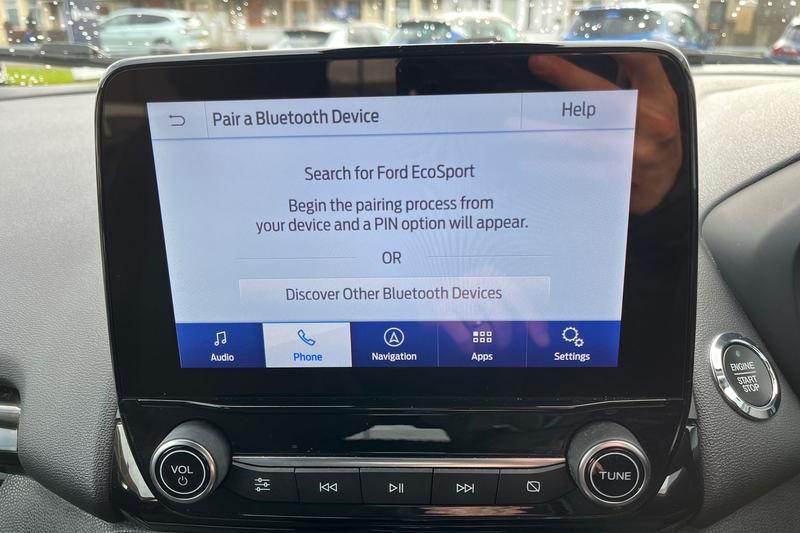 Pair a Bluetooth Device
Help
Search for Ford EcoSport
Begin the pairing process from
your device and a PIN option will appear.
OR
Discover Other Bluetooth Devices
Audio
Phone
Navigation
Apps
Settings
ENGINE
START
STOP
VOL
TUNE